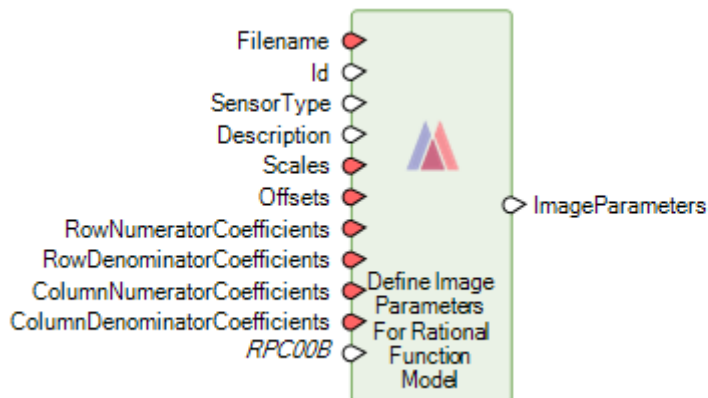 Filename
Id
SensorType
Description
Scales
Offsets
ImageParameters
RowNumeratorCoefficients
RowDenominatorCoefficients
ColumnNumeratorCoefficients
ColumnDenominatorCoefficients
RPC00B
Define Image
Parameters
For Rational
Function
Model